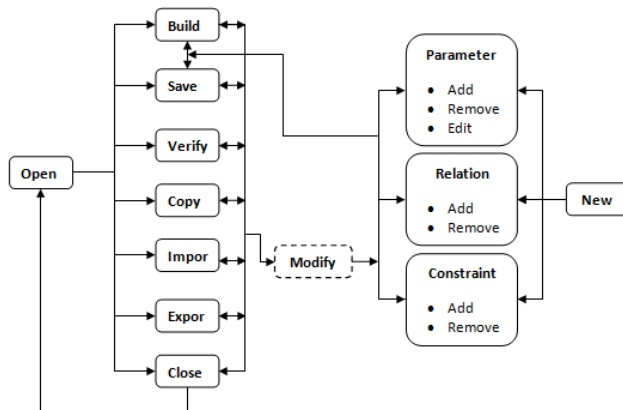 Build
Save
Verify
Open
Copy
Impor
Expor
Close
Modify
Parameter
• Add
• Remove
• Edit
Relation
• Add
• Remove
Constraint
• Add
• Remove
New